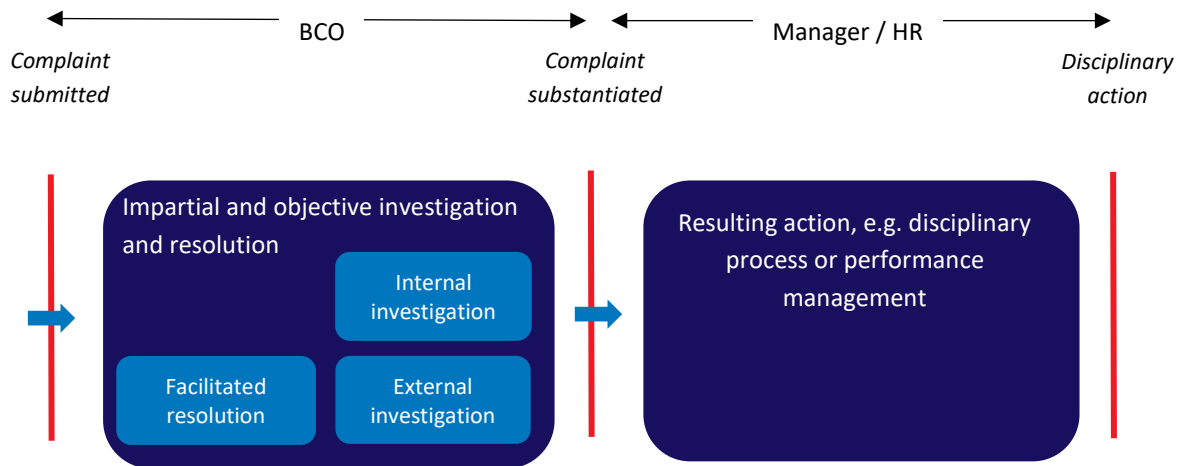 BCO
Manager / HR
Complaint
submitted
Complaint
substantiated
Disciplinary
action
Impartial and objective investigation
and resolution
Internal
investigation
Facilitated
resolution
External
investigation
Resulting action, e.g. disciplinary
process or performance
management